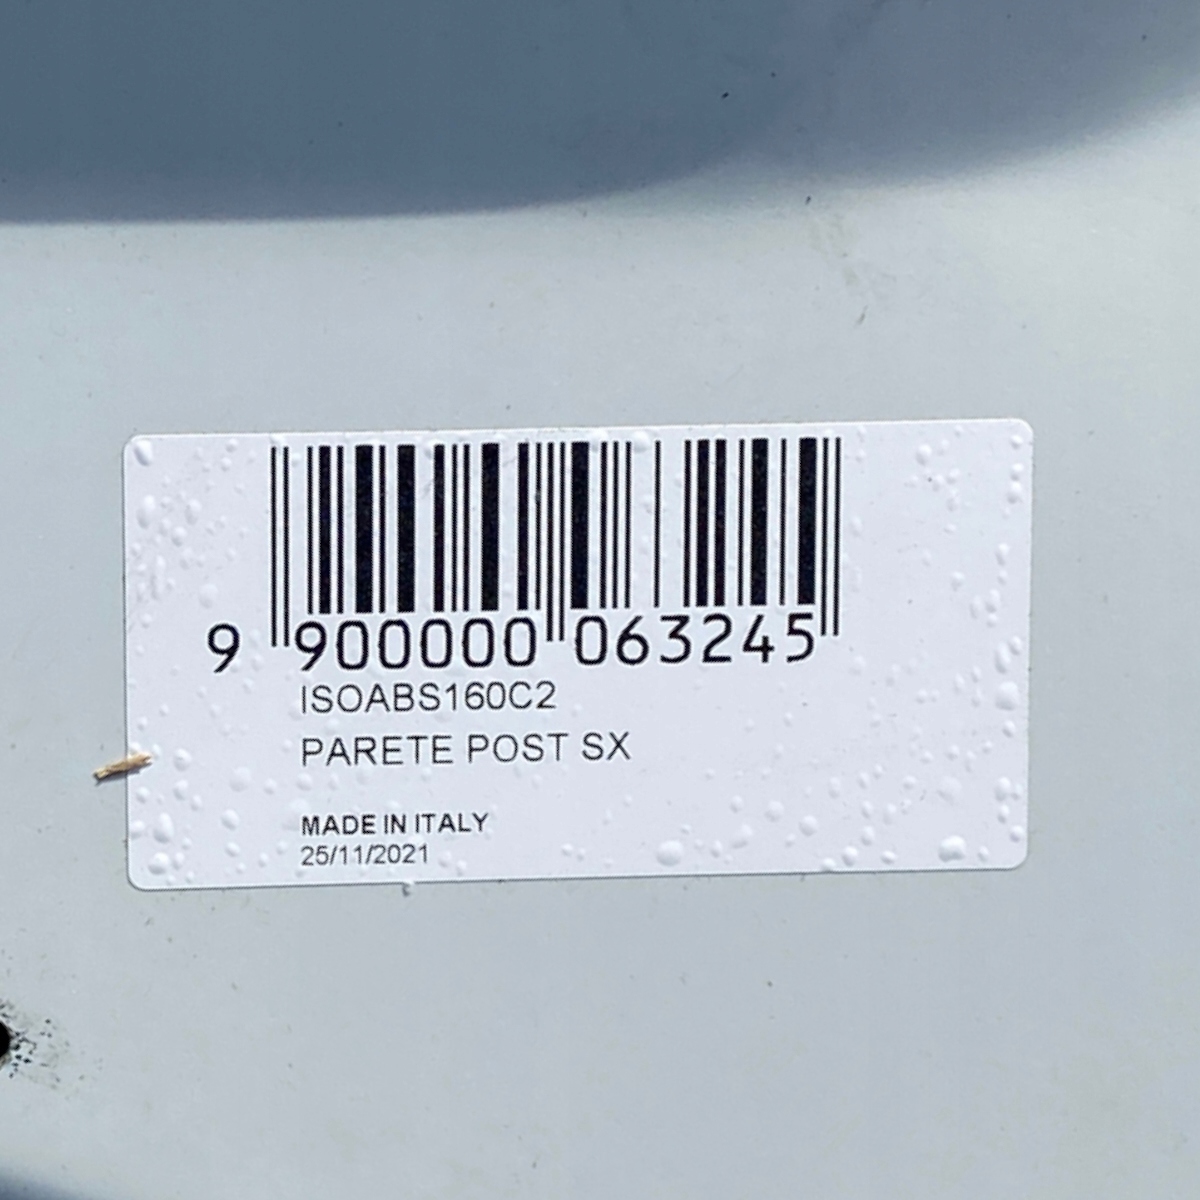 9 900000 063245
ISOABS160C2
PARETE POST SX
MADE IN ITALY
25/11/2021